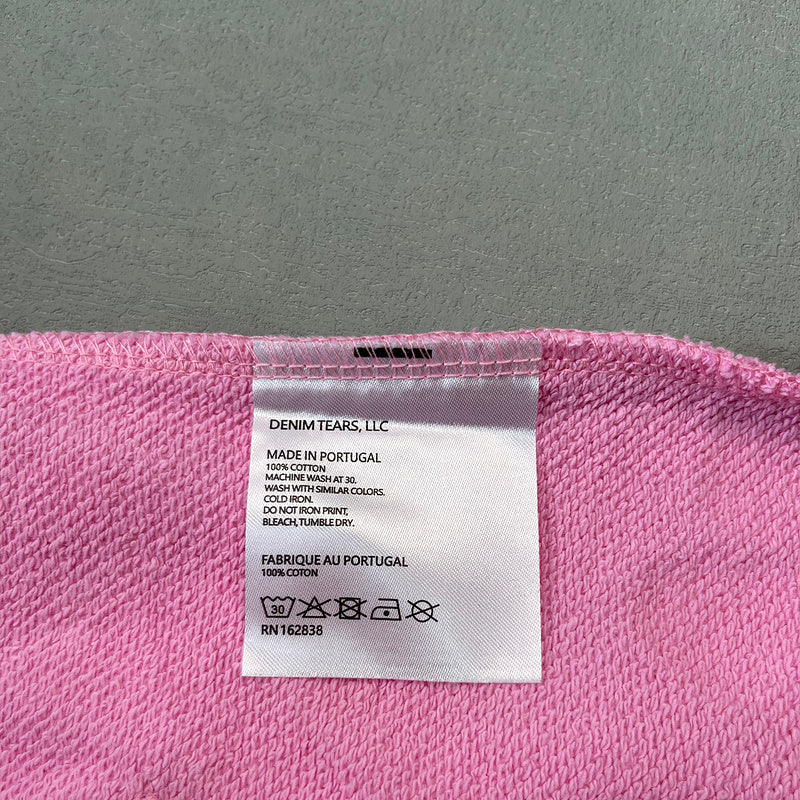 DENIM TEARS, LLC
MADE IN PORTUGAL
100% COTTON
MACHINE WASH AT 30.
WASH WITH SIMILAR COLORS.
COLD IRON.
DO NOT IRON PRINT,
BLEACH, TUMBLE DRY.
FABRIQUE AU PORTUGAL
100% COTON
30
RN 162838